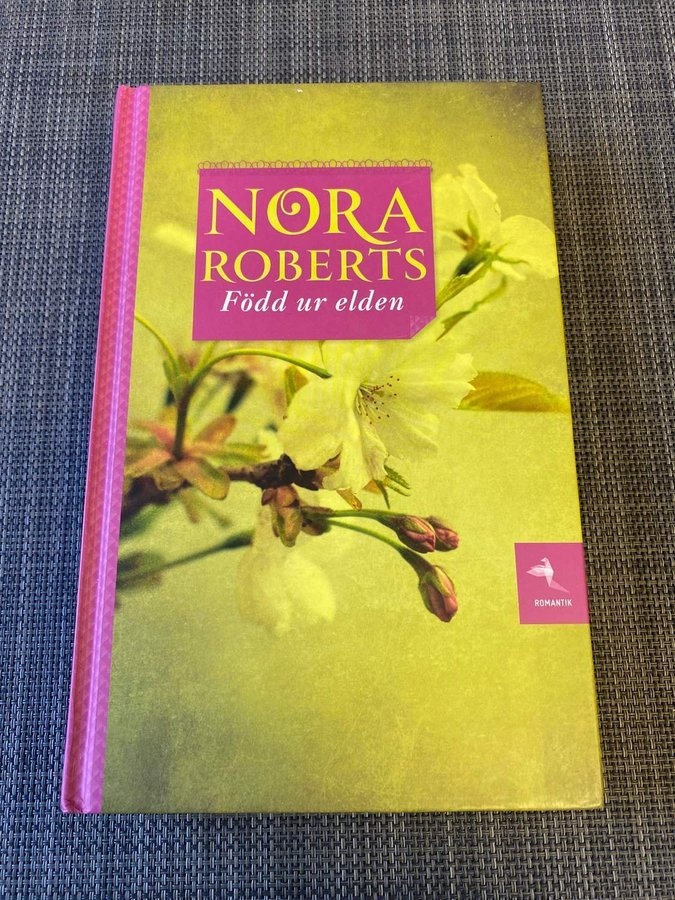 NORA
ROBERTS
Född ur elden
ROMANTIK